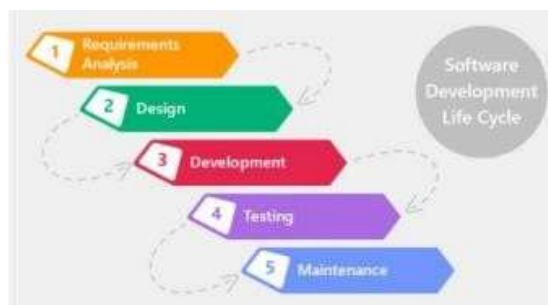 1
Requirements
Analysis
Software
Development
Life Cycle
2
Design
3
Development
4
Testing
5
Maintenance